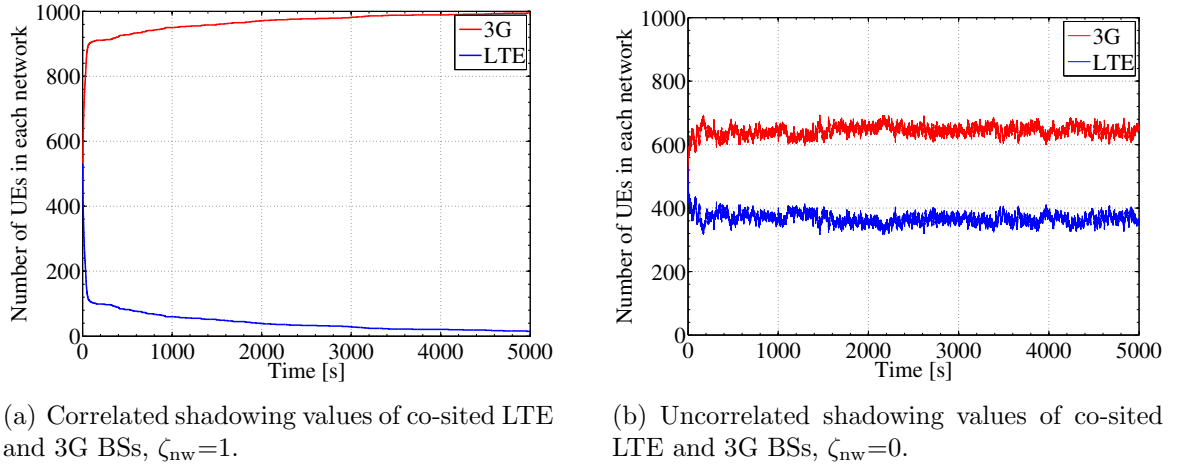 Number of UEs in each network
1000
800
600
400
200
0
0
1000
2000
3000
4000
5000
Time [s]
3G
LTE
(a) Correlated shadowing values of co-sited LTE
and 3G BSs, ζnw=1.
Number of UEs in each network
1000
800
600
400
200
0
0
1000
2000
3000
4000
5000
Time [s]
3G
LTE
(b) Uncorrelated shadowing values of co-sited
LTE and 3G BSs, ζnw=0.